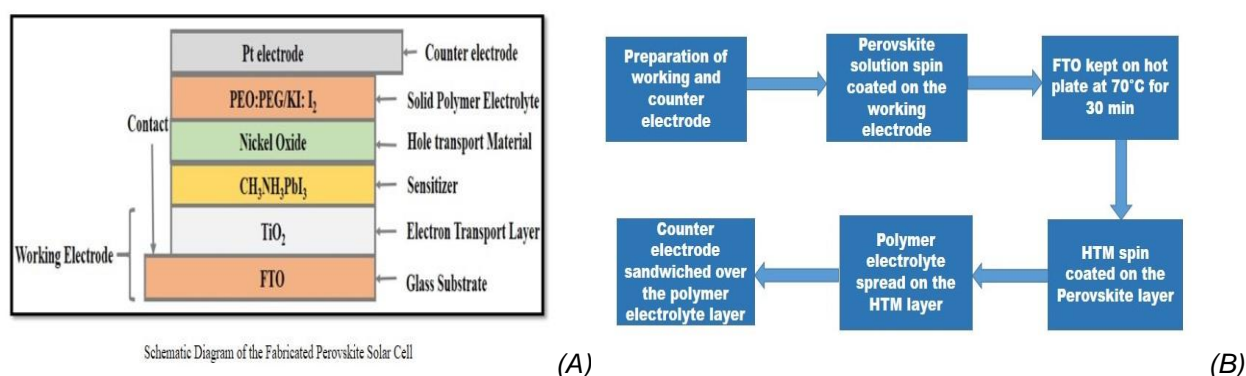 Pt electrode
Counter electrode
PEO:PEG/KI: I₂
Solid Polymer Electrolyte
Contact
Nickel Oxide
Hole transport Material
CH₃NH₃PbI₃
Sensitizer
TiO₂
Electron Transport Layer
Working Electrode
FTO
Glass Substrate
Schematic Diagram of the Fabricated Perovskite Solar Cell
(A)
Preparation of
working and
counter
electrode
Perovskite
solution spin
coated on the
working
electrode
FTO kept on hot
plate at 70°C for
30 min
HTM spin
coated on the
Perovskite layer
Polymer
electrolyte
spread on the
HTM layer
Counter
electrode
sandwiched over
the polymer
electrolyte layer
(B)